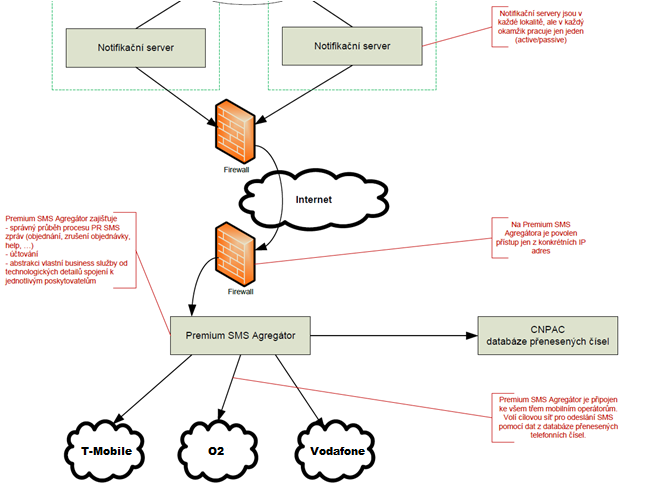 Notifikační servery jsou v
každé lokalitě, ale v každý
okamžik pracuje jen jeden
(active/passive)
Notifikační server
Notifikační server
Firewall
Internet
Premium SMS Agregátor zajišťuje
- správný průběh procesu PR SMS
zpráv (objednání, zrušení objednávky,
help, ...)
- účtování
- abstrakci vlastní business služby od
technologických detailů spojení k
jednotlivým poskytovatelům
Na Premium SMS
Agregátora je povolen
přístup jen z konkrétních IP
adres
Firewall
Premium SMS Agregátor
CNPAC
databáze přenesených čísel
Premium SMS Agregátor je připojen
ke všem třem mobilním operátorům.
Volí cílovou síť pro odeslání SMS
pomocí dat z databáze přenesených
telefonních čísel
T-Mobile
O2
Vodafone